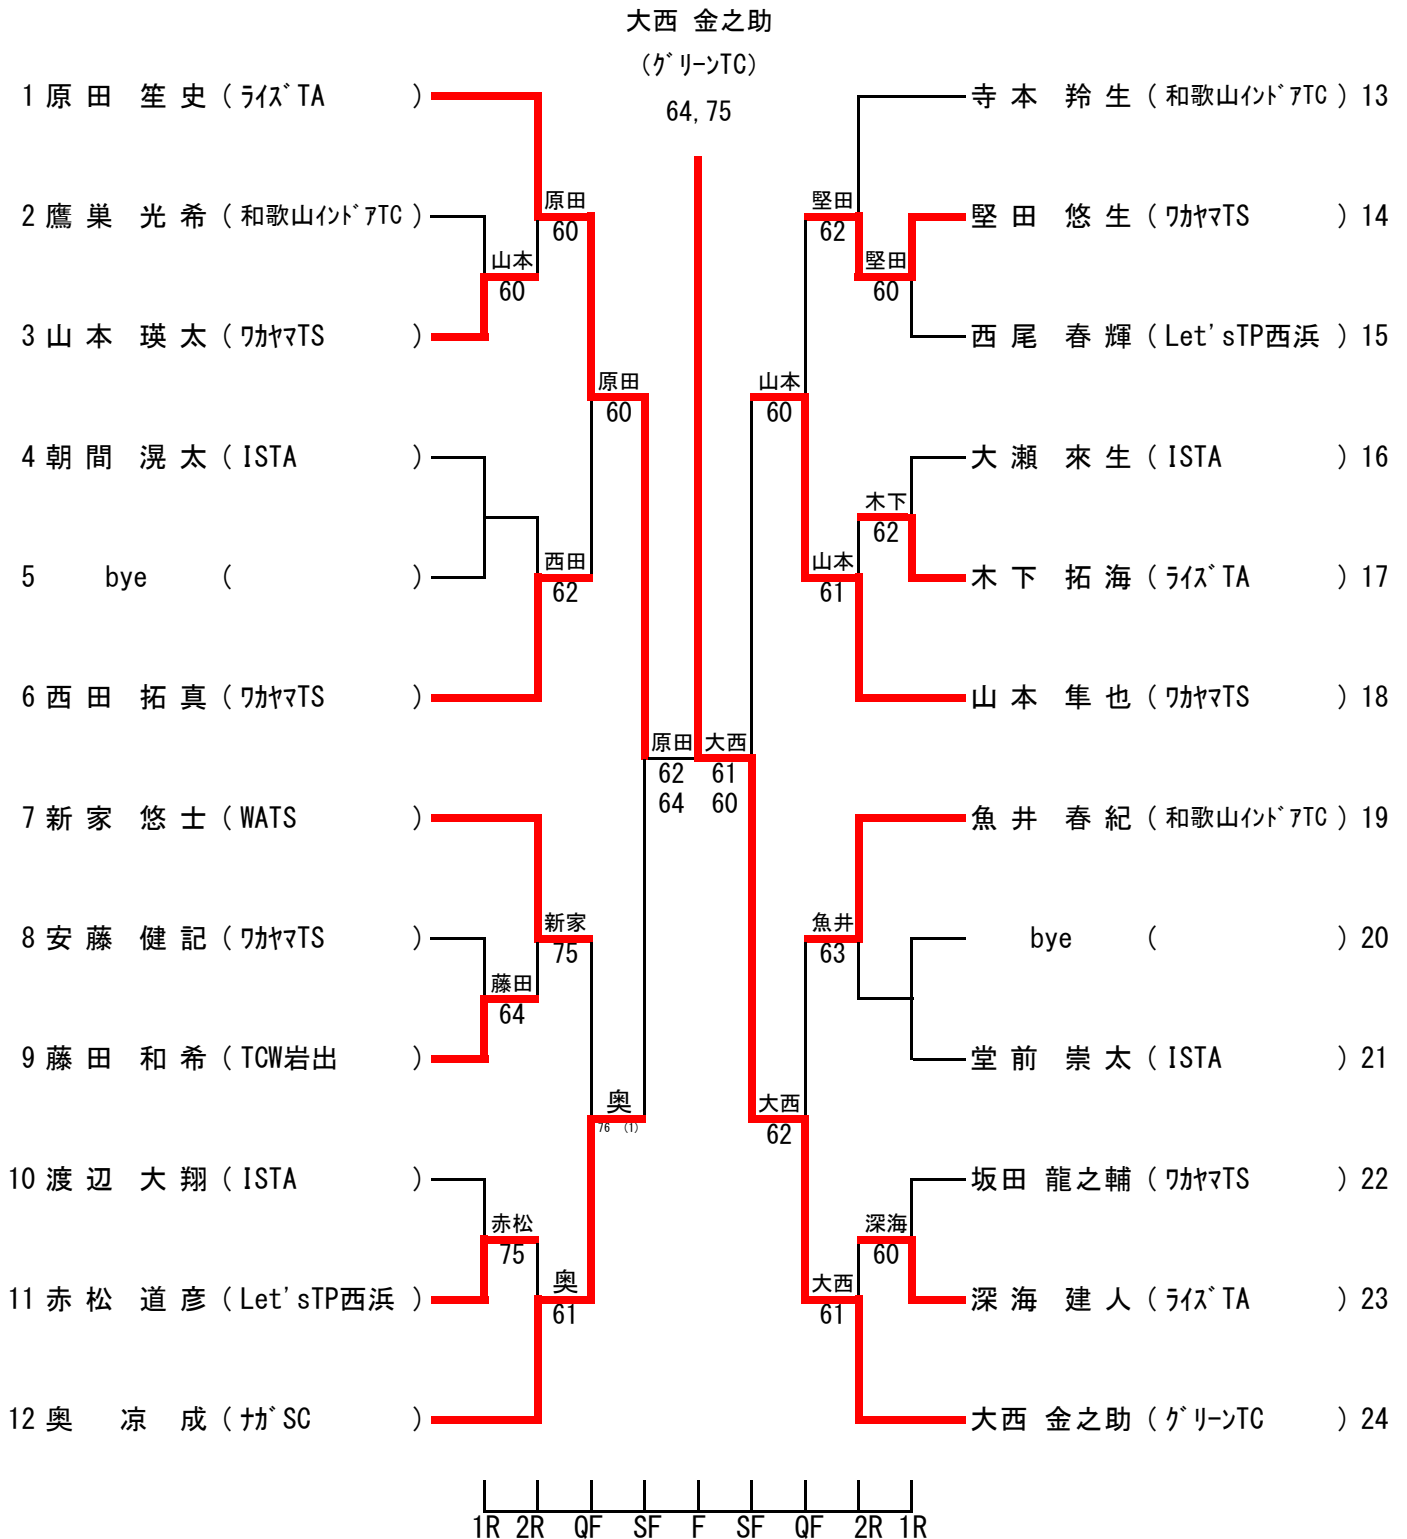 大西 金之助
(グリーンTC)
64,75
1 原田 笙史 (ライズTA)
2 鷹巣 光希 (和歌山インドアTC)
3 山本 瑛太 (ワカヤマTS)
4 朝間 滉太 (ISTA)
5 bye ( )
6 西田 拓真 (ワカヤマTS)
7 新家 悠士 (WATS)
8 安藤 健記 (ワカヤマTS)
9 藤田 和希 (TCW岩出)
10 渡辺 大翔 (ISTA)
11 赤松 道彦 (Let'sTP西浜)
12 奥 凉成 (ナガSC)
山本
60
藤田
64
赤松
75
原田
60
西田
62
新家
75
奥
61
原田
60
奥
76 (1)
原田
62
64
大西
61
60
山本
60
大西
62
堅田
62
山本
61
魚井
63
大西
61
堅田
60
木下
62
深海
60
寺本 羚生 (和歌山インドアTC) 13
堅田 悠生 (ワカヤマTS) 14
西尾 春輝 (Let'sTP西浜) 15
大瀬 來生 (ISTA) 16
木下 拓海 (ライズTA) 17
山本 隼也 (ワカヤマTS) 18
魚井 春紀 (和歌山インドアTC) 19
bye ( ) 20
堂前 崇太 (ISTA) 21
坂田 龍之輔 (ワカヤマTS) 22
深海 建人 (ライズTA) 23
大西 金之助 (グリーンTC) 24
1R 2R QF SF F SF QF 2R 1R